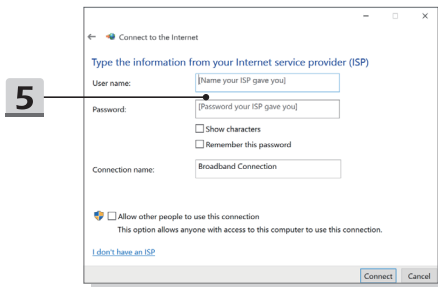 Connect to the Internet
Type the information from your Internet service provider (ISP)
User name:
[Name your ISP gave you]
5
Password:
[Password your ISP gave you]
Show characters
Remember this password
Connection name:
Broadband Connection
Allow other people to use this connection
This option allows anyone with access to this computer to use this connection.
I don't have an ISP
Connect
Cancel